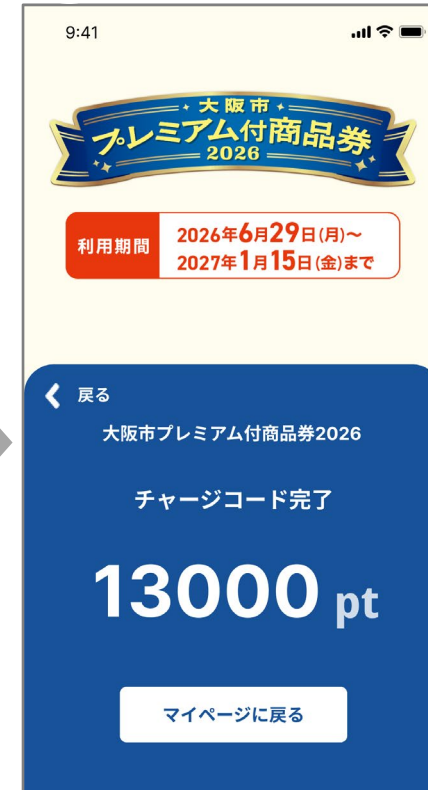 9:41
大阪市
プレミアム付商品券
2026
利用期間
2026年6月29日(月)～
2027年1月15日(金)まで
戻る
大阪市プレミアム付商品券2026
チャージコード完了
13000 pt
マイページに戻る